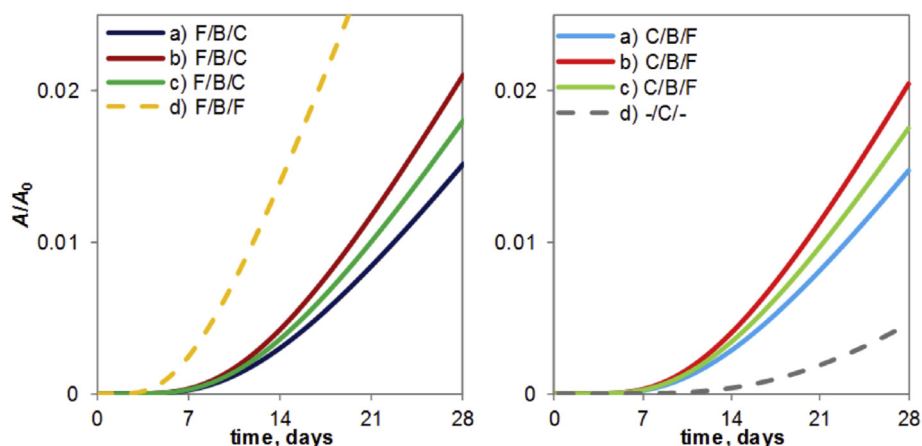 a) F/B/C
b) F/B/C
c) F/B/C
d) F/B/F
0.02
0.01
0
A/A0
0 7 14 21 28
time, days
a) C/B/F
b) C/B/F
c) C/B/F
d) -/C/-
0.02
0.01
0
0 7 14 21 28
time, days